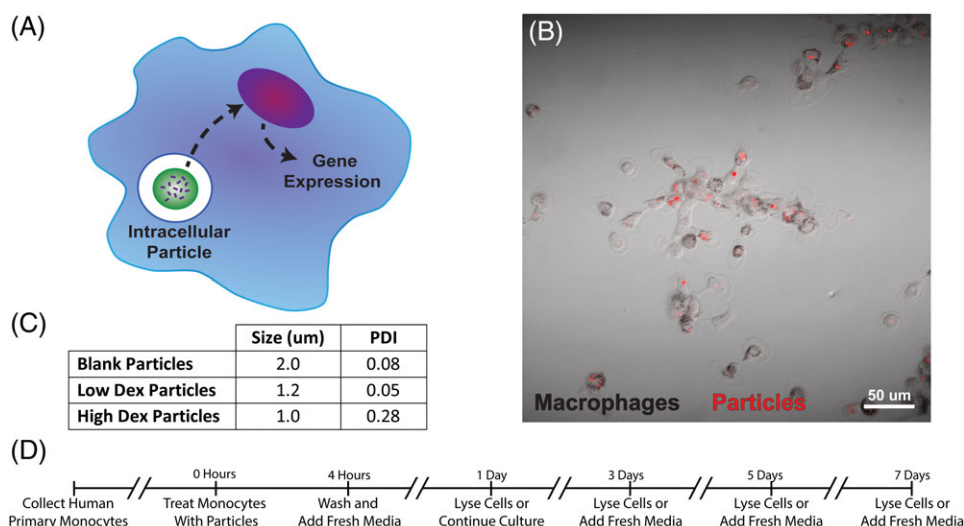 (A)
Gene
Expression
Intracellular
Particle
(B)
Macrophages Particles 50 um
(C)
Size (um) PDI
Blank Particles 2.0 0.08
Low Dex Particles 1.2 0.05
High Dex Particles 1.0 0.28
(D)
0 Hours 4 Hours 1 Day 3 Days 5 Days 7 Days
Collect Human Treat Monocytes Wash and Lyse Cells or Lyse Cells or Lyse Cells or Lyse Cells or
Primary Monocytes With Particles Add Fresh Media Continue Culture Add Fresh Media Add Fresh Media Add Fresh Media